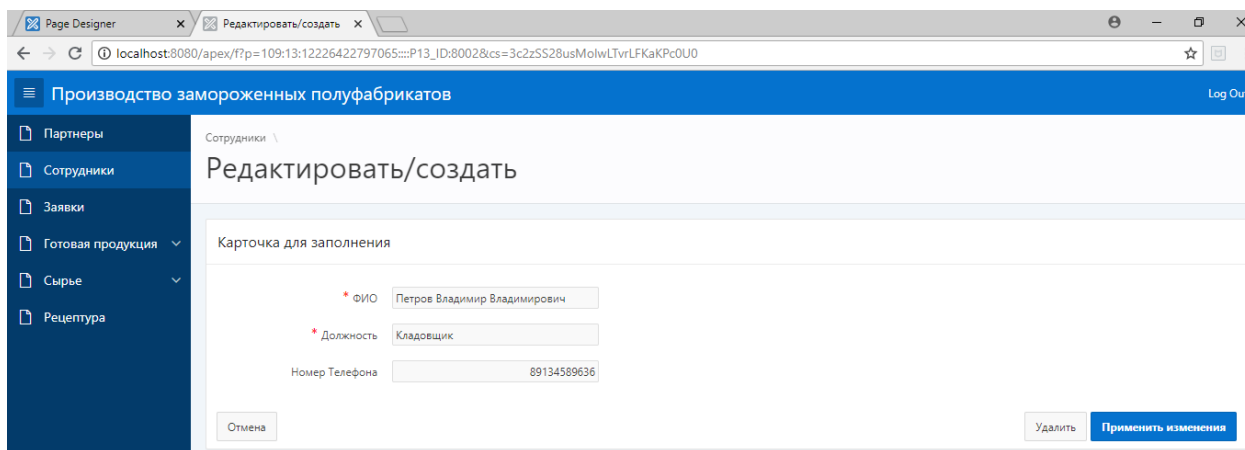 Page Designer
Редактировать/создать
localhost:8080/apex/f?p=109:13:12226422797065::::P13_ID:8002&cs=3c2zSS28usMolwLTvrLFKaKPc0U0
Производство замороженных полуфабрикатов
Log Ou
Партнеры
Сотрудники
Заявки
Готовая продукция
Сырье
Рецептура
Сотрудники \
Редактировать/создать
Карточка для заполнения
* ФИО Петров Владимир Владимирович
* Должность Кладовщик
Номер Телефона 89134589636
Отмена Удалить Применить изменения